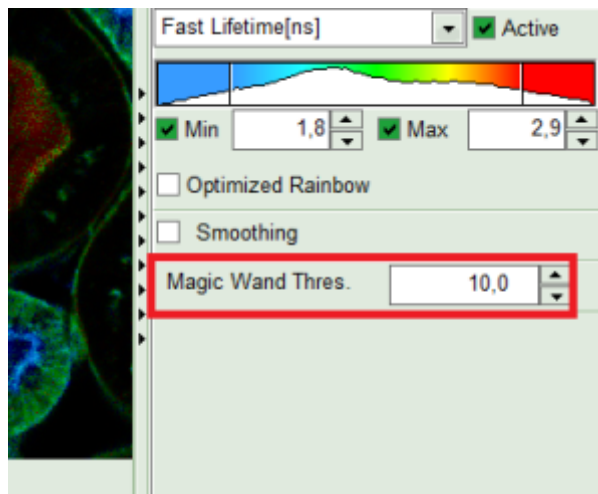 Fast Lifetime[ns] Active
Min 1,8 Max 2,9
Optimized Rainbow
Smoothing
Magic Wand Thres. 10,0